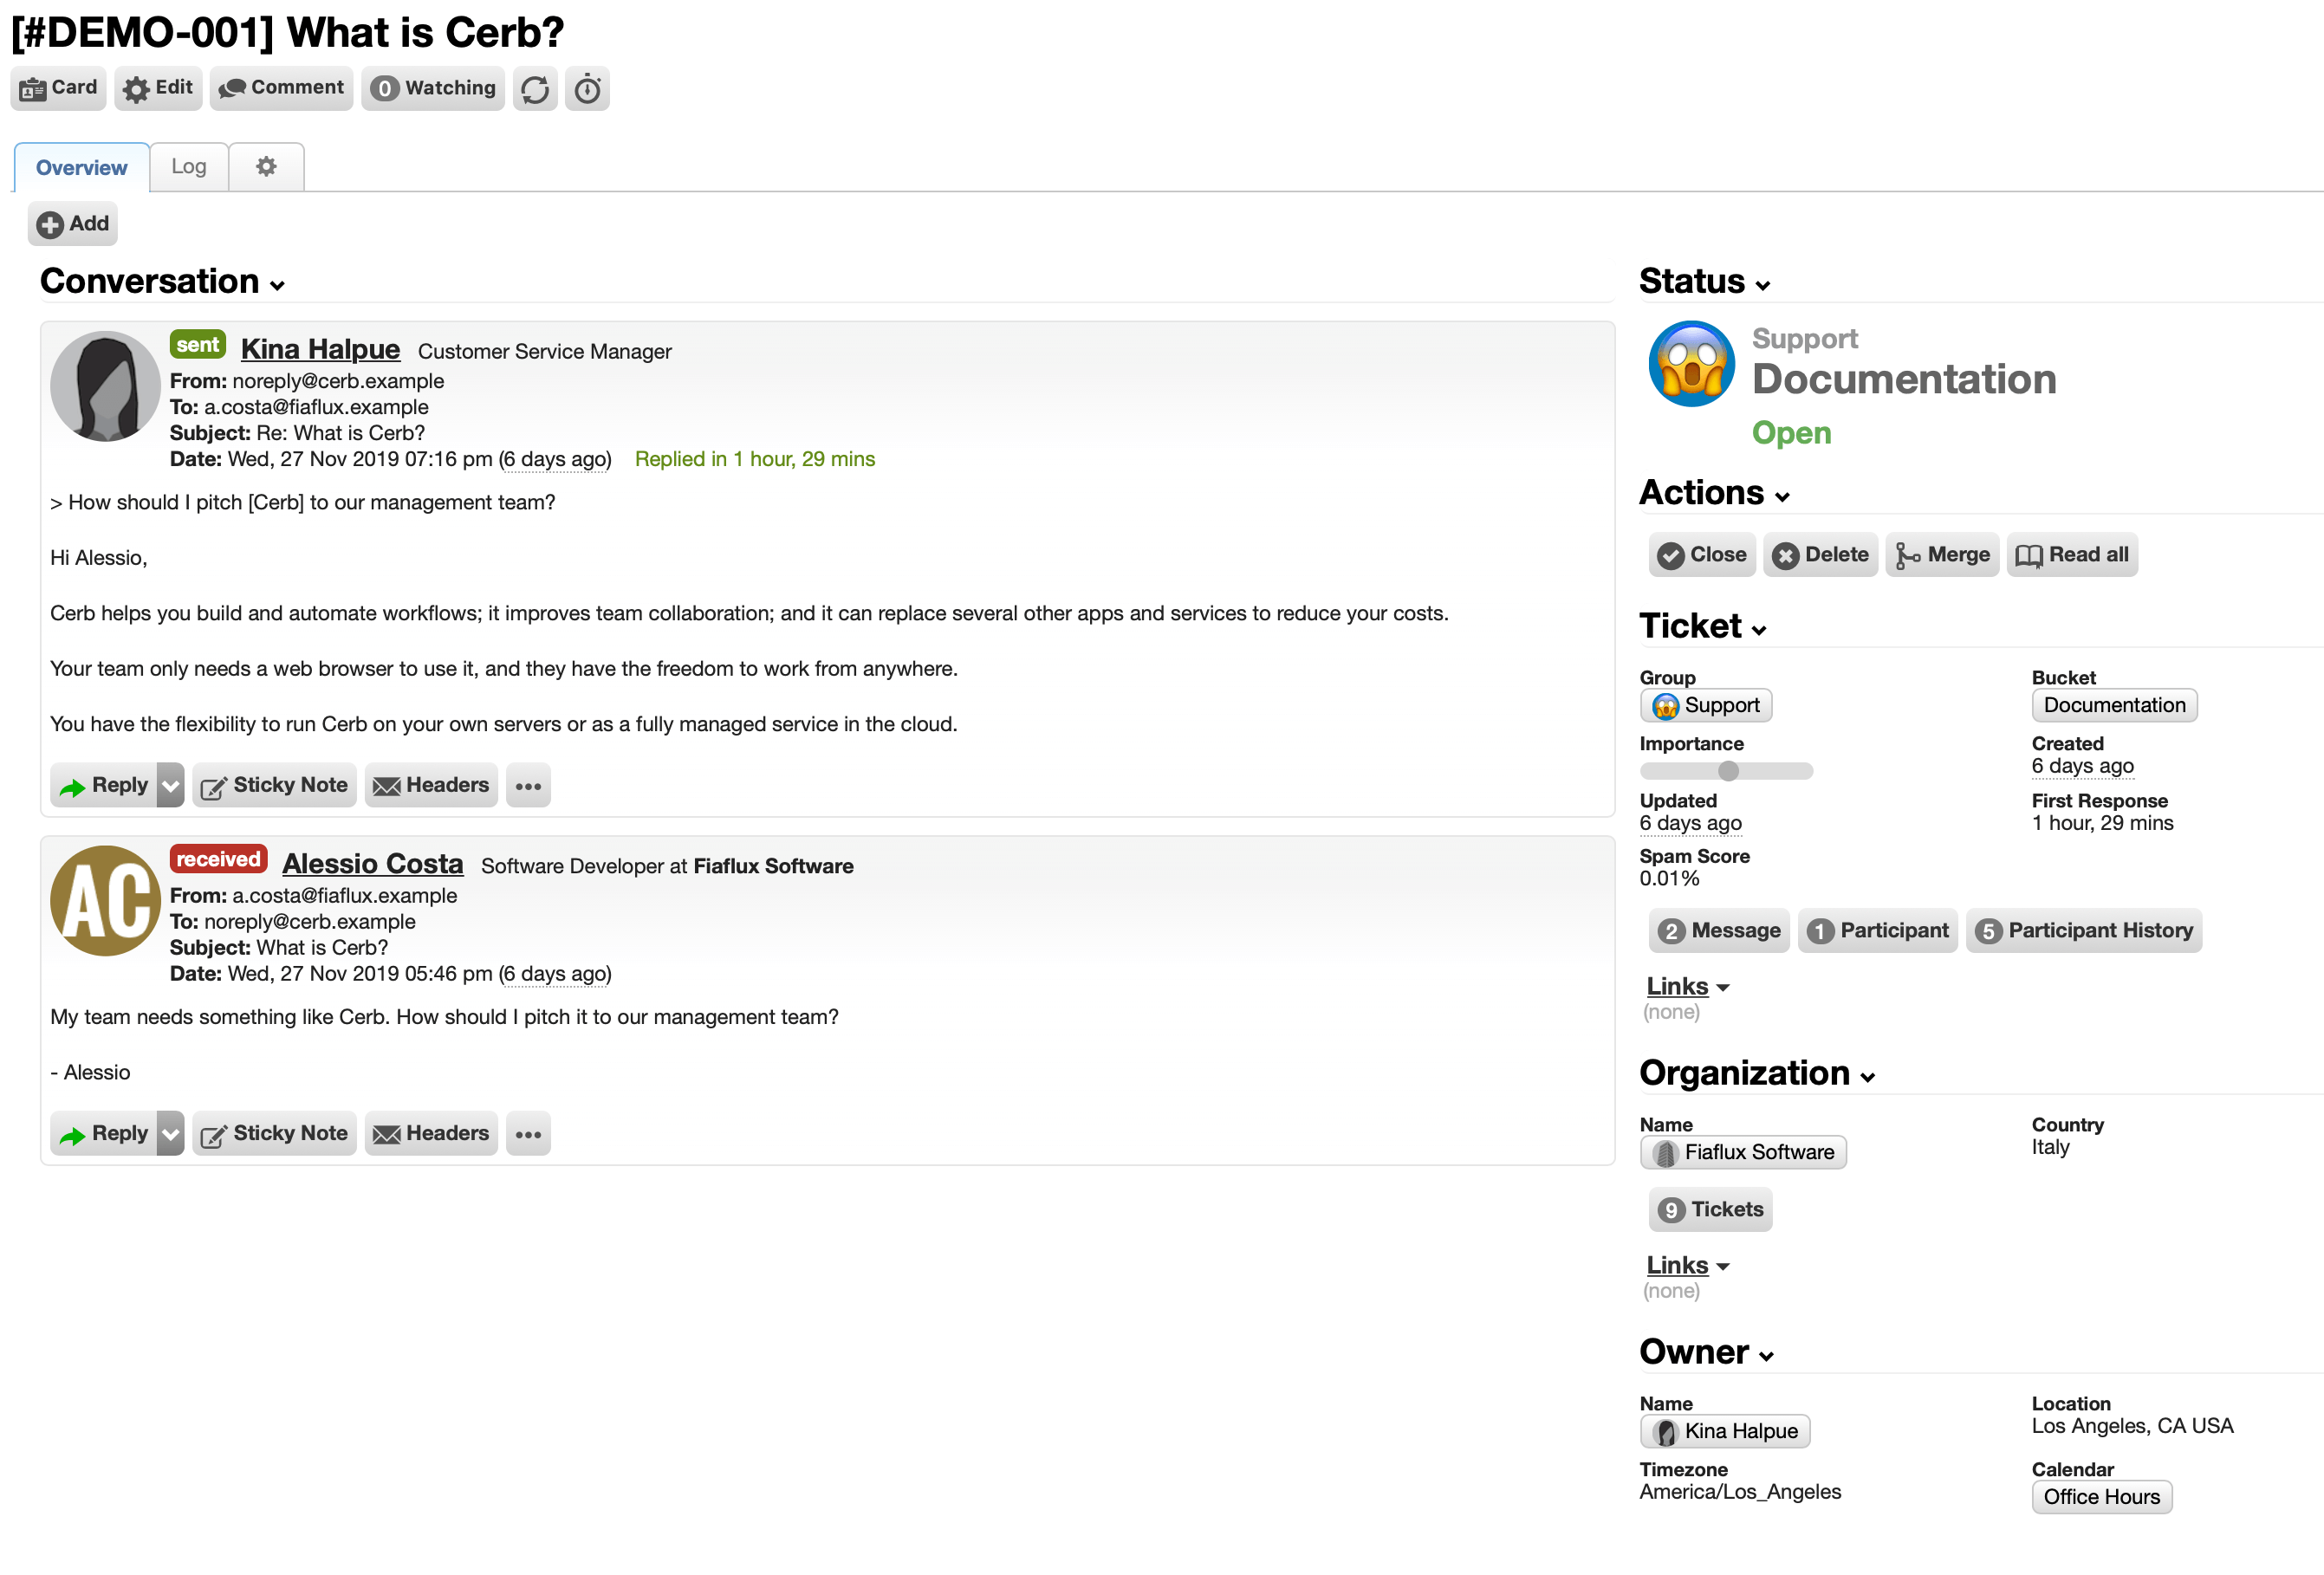 [#DEMO-001] What is Cerb?
Card Edit Comment 0 Watching
Overview Log
Add
Conversation
sent Kina Halpue Customer Service Manager
From: noreply@cerb.example
To: a.costa@fiaflux.example
Subject: Re: What is Cerb?
Date: Wed, 27 Nov 2019 07:16 pm (6 days ago) Replied in 1 hour, 29 mins
> How should I pitch [Cerb] to our management team?
Hi Alessio,
Cerb helps you build and automate workflows; it improves team collaboration; and it can replace several other apps and services to reduce your costs.
Your team only needs a web browser to use it, and they have the freedom to work from anywhere.
You have the flexibility to run Cerb on your own servers or as a fully managed service in the cloud.
Reply Sticky Note Headers •••
AC
received Alessio Costa Software Developer at Fiaflux Software
From: a.costa@fiaflux.example
To: noreply@cerb.example
Subject: What is Cerb?
Date: Wed, 27 Nov 2019 05:46 pm (6 days ago)
My team needs something like Cerb. How should I pitch it to our management team?
- Alessio
Reply Sticky Note Headers •••
Status
Support
Documentation
Open
Actions
Close Delete Merge Read all
Ticket
Group Bucket
Support Documentation
Importance Created
6 days ago
Updated First Response
6 days ago 1 hour, 29 mins
Spam Score
0.01%
2 Message 1 Participant 5 Participant History
Links
(none)
Organization
Name Country
Fiaflux Software Italy
9 Tickets
Links
(none)
Owner
Name Location
Kina Halpue Los Angeles, CA USA
Timezone Calendar
America/Los_Angeles Office Hours